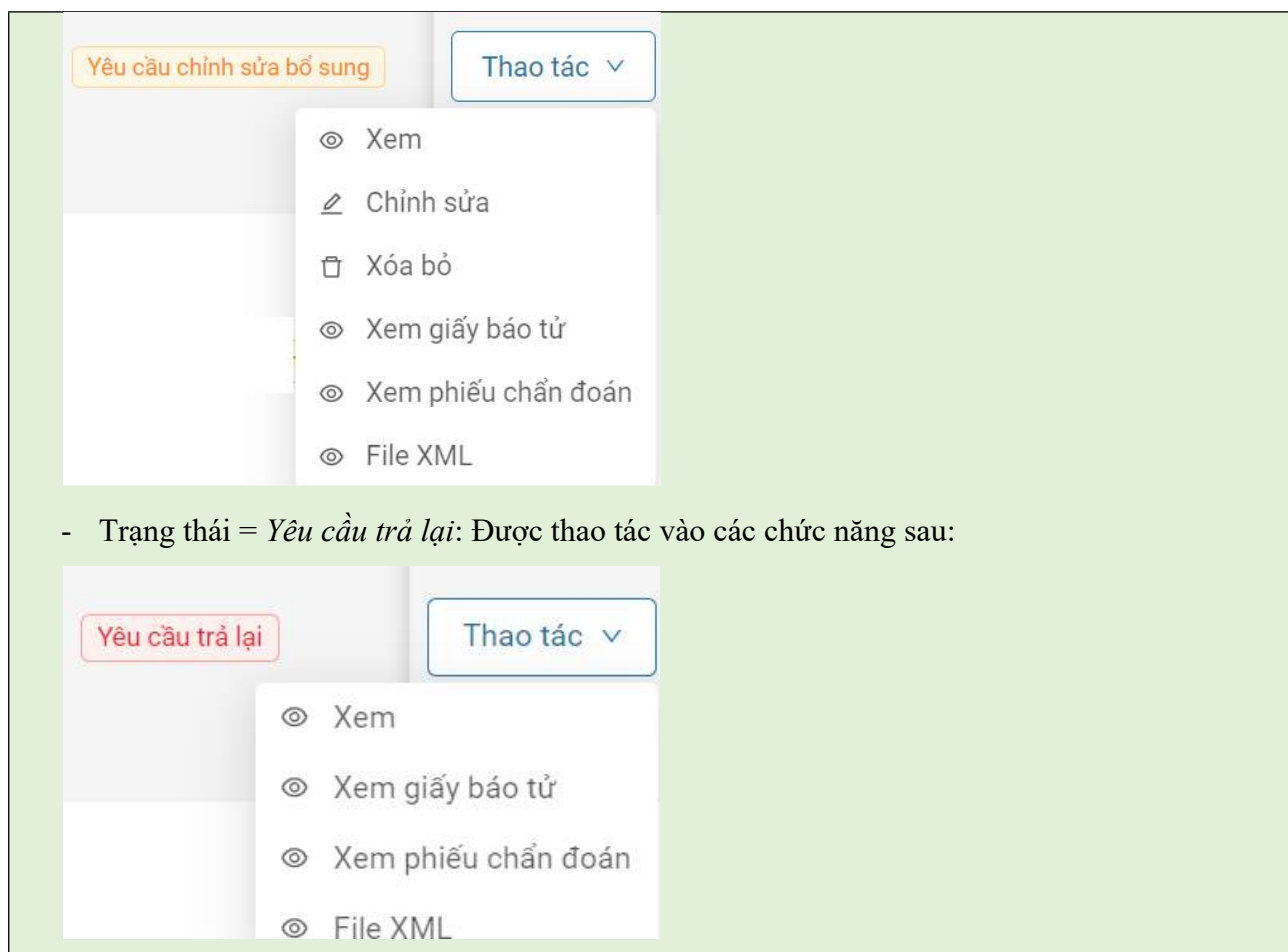 Yêu cầu chỉnh sửa bổ sung
Thao tác
Xem
Chỉnh sửa
Xóa bỏ
Xem giấy báo tử
Xem phiếu chẩn đoán
File XML
- Trạng thái = Yêu cầu trả lại: Được thao tác vào các chức năng sau:
Yêu cầu trả lại
Thao tác
Xem
Xem giấy báo tử
Xem phiếu chẩn đoán
File XML